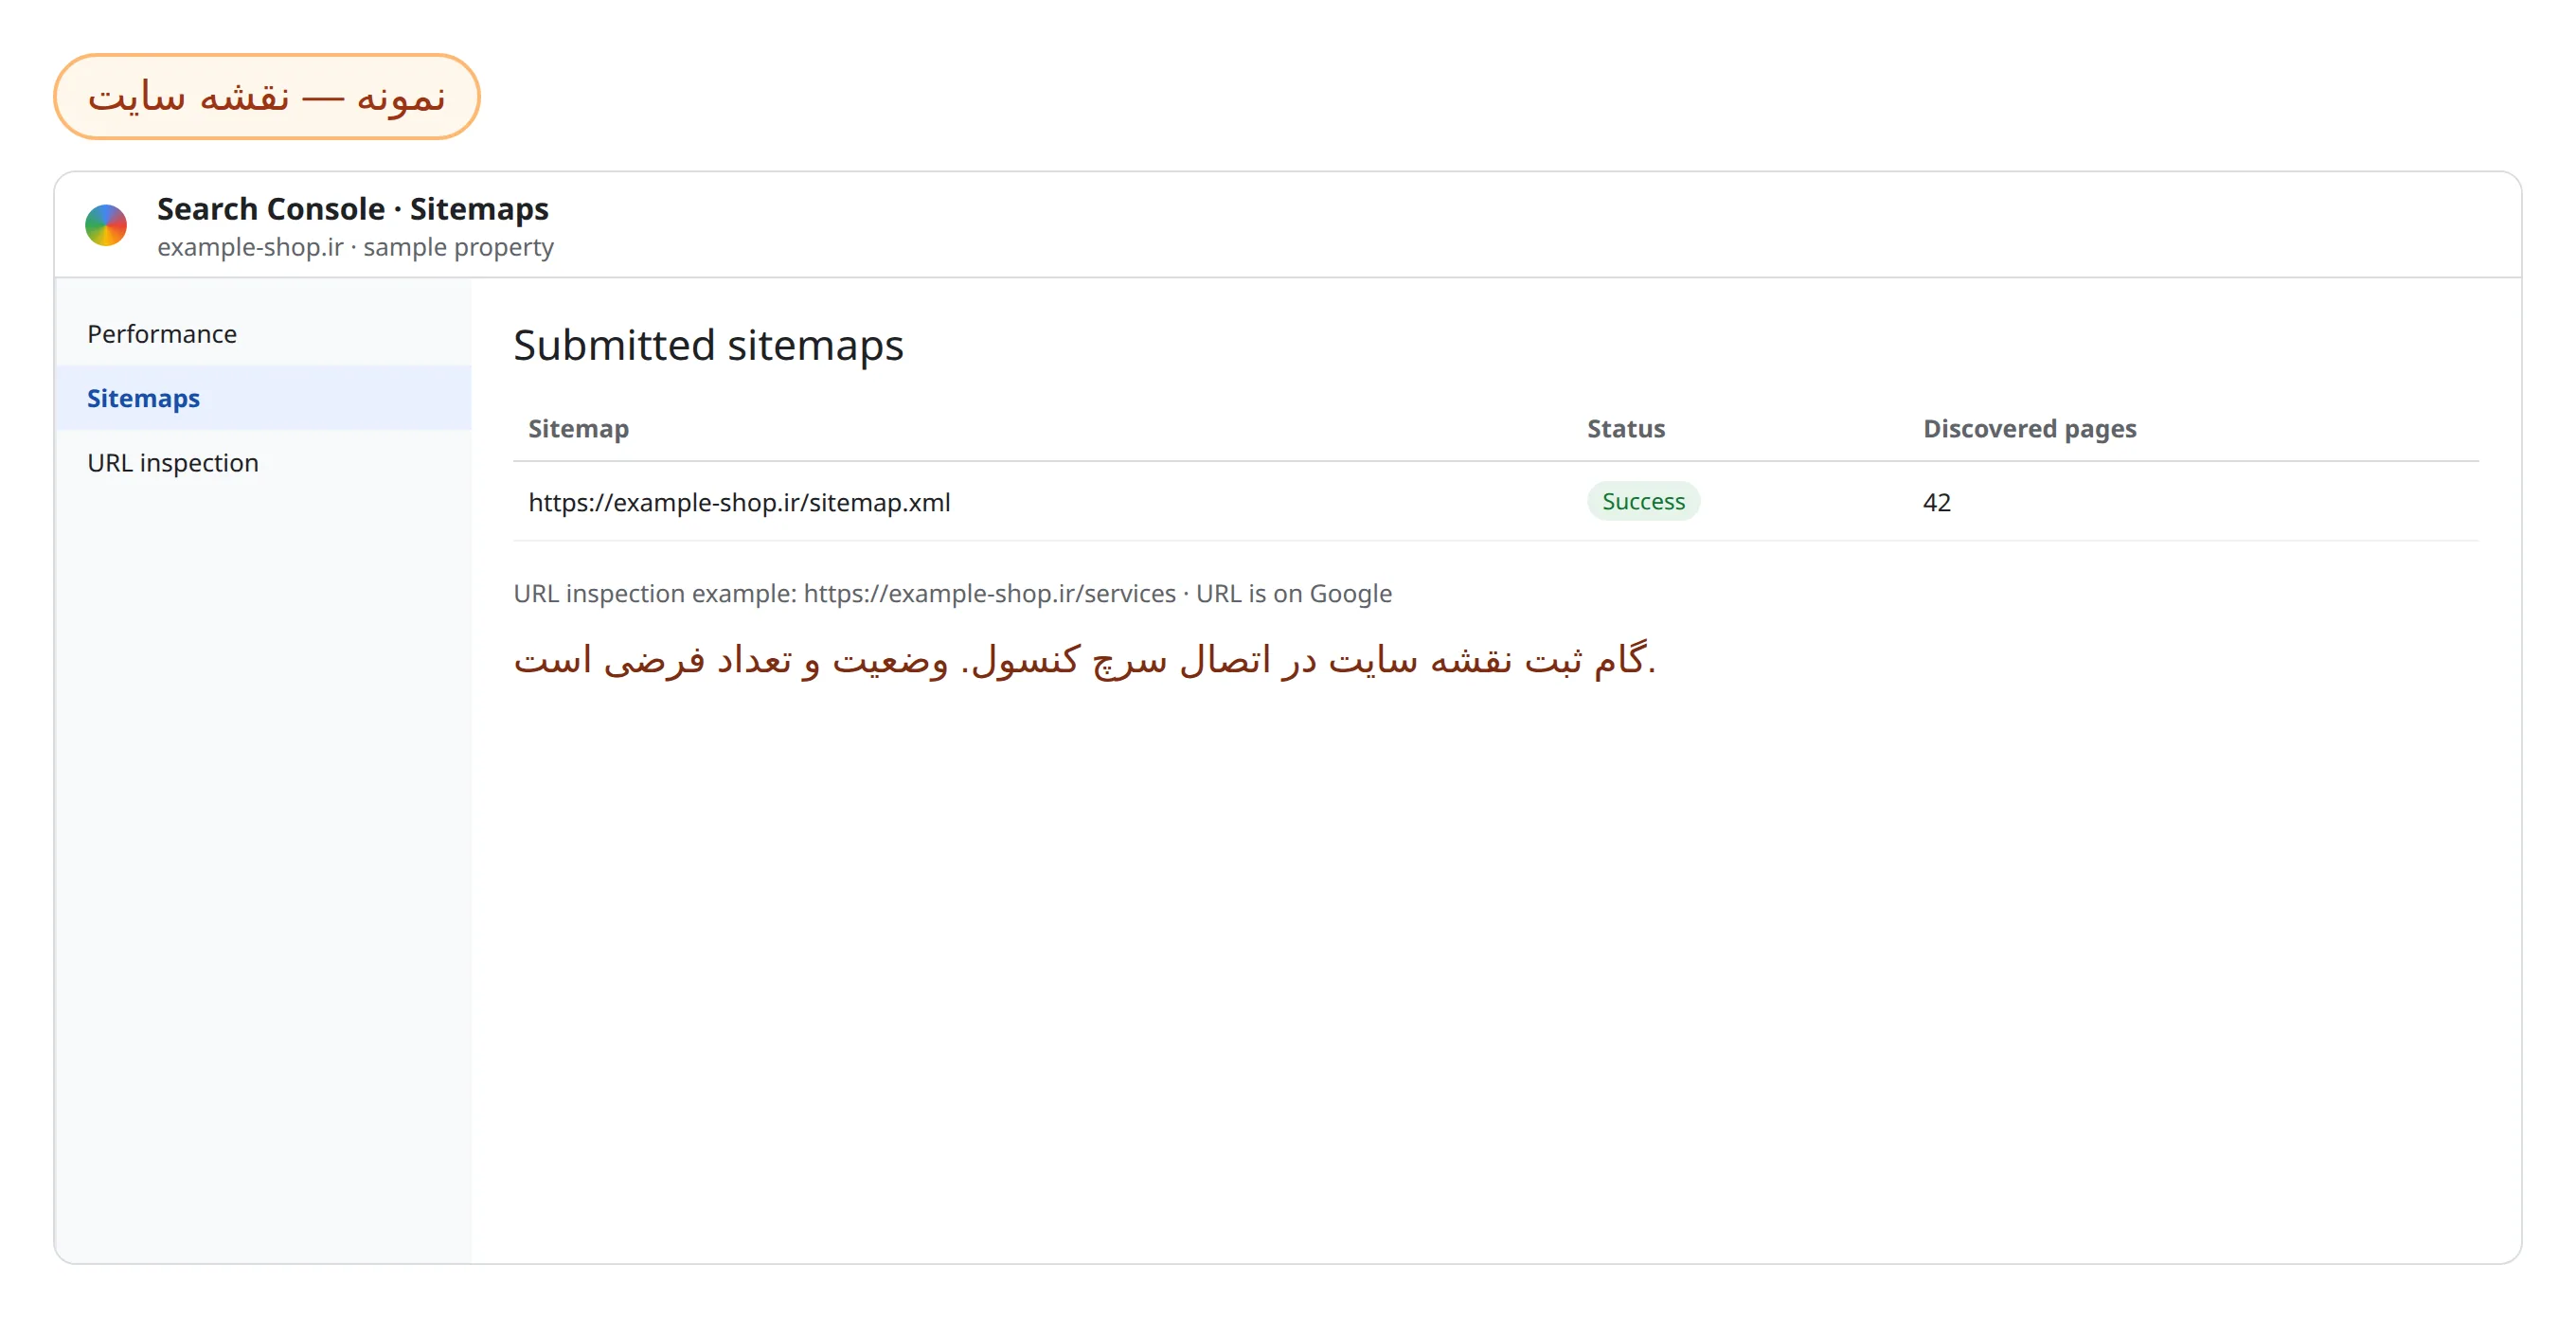 نمونه — نقشه سایت
Search Console · Sitemaps
example-shop.ir · sample property
Performance
Sitemaps
URL inspection
Submitted sitemaps
Sitemap Status Discovered pages
https://example-shop.ir/sitemap.xml Success 42
URL inspection example: https://example-shop.ir/services · URL is on Google
گام ثبت نقشه سایت در اتصال سرچ کنسول. وضعیت و تعداد فرضی است.